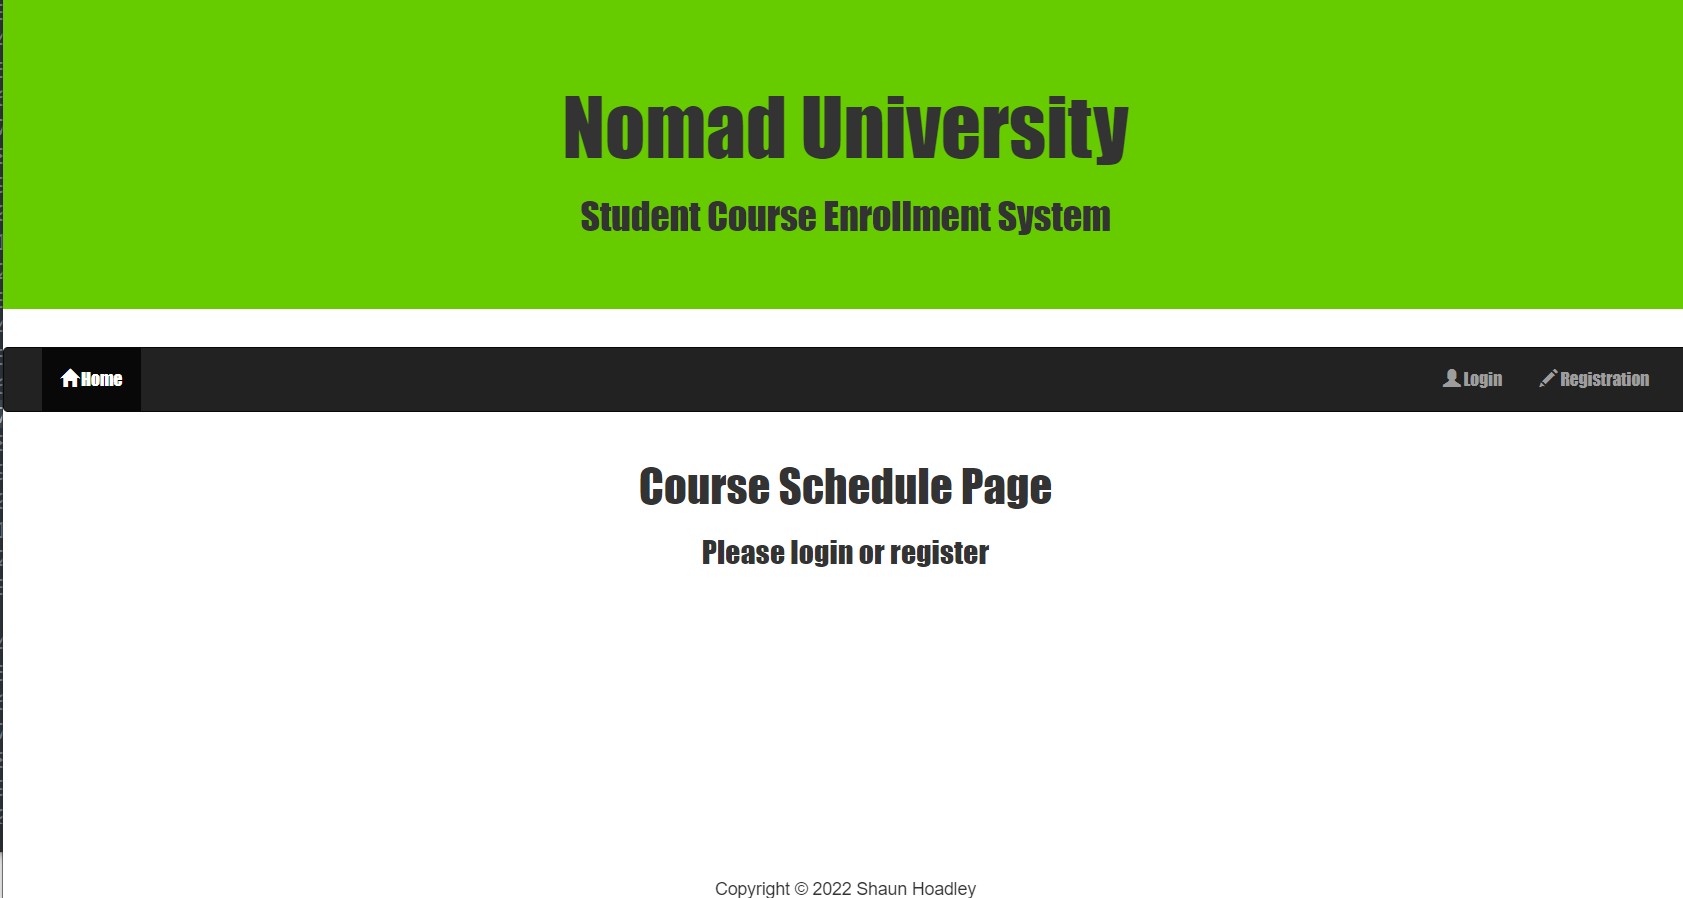 Nomad University
Student Course Enrollment System
Home Login Registration
Course Schedule Page
Please login or register
Copyright © 2022 Shaun Hoadley